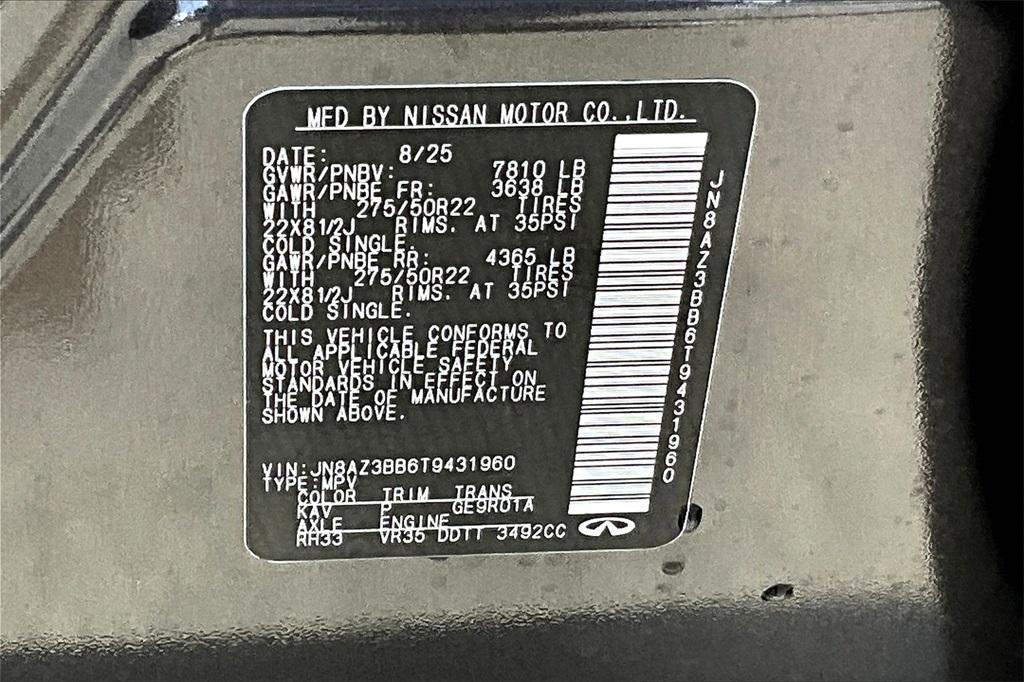 MFD BY NISSAN MOTOR CO.,LTD.
DATE: 8/25
GVWR/PNBV: 7810 LB
GAWR/PNBE FR: 3638 LB
WITH 275/50R22 TIRES
22X81/2J RIMS. AT 35PSI
COLD SINGLE.
GAWR/PNBE RR: 4365 LB
WITH 275/50R22 TIRES
22X81/2J RIMS. AT 35PSI
COLD SINGLE.
THIS VEHICLE CONFORMS TO
ALL APPLICABLE FEDERAL
MOTOR VEHICLE SAFETY
STANDARDS IN EFFECT ON
THE DATE OF MANUFACTURE
SHOWN ABOVE.
VIN:JN8AZ3BB6T9431960
TYPE:MPV
COLOR TRIM TRANS
KAV P GE9R01A
AXLE ENGINE
RH33 VR35 DDTT 3492CC
JN8AZ3BB6T9431960